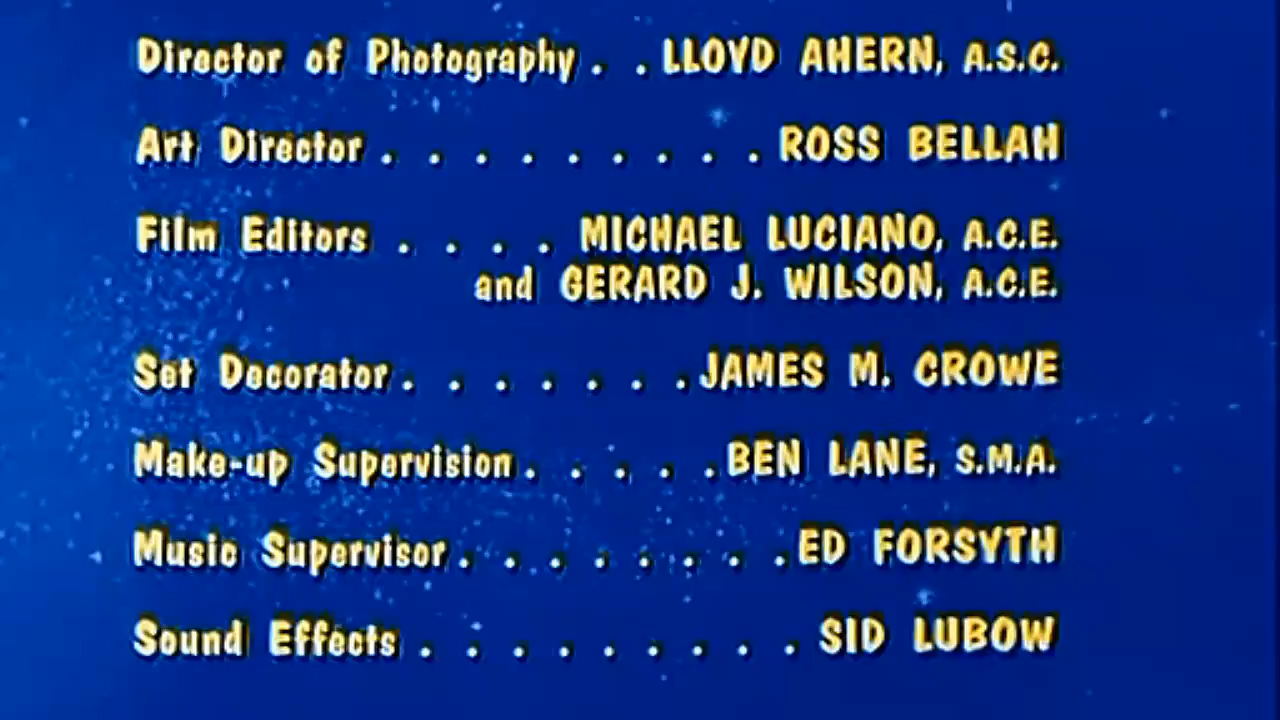 Director of Photography . . LLOYD AHERN, A.S.C.
Art Director . . . . . . . . . ROSS BELLAH
Film Editors . . . . MICHAEL LUCIANO, A.C.E.
and GERARD J. WILSON, A.C.E.
Set Decorator . . . . . . . JAMES M. CROWE
Make-up Supervision . . . . . BEN LANE, S.M.A.
Music Supervisor . . . . . . . . ED FORSYTH
Sound Effects . . . . . . . . . SID LUBOW